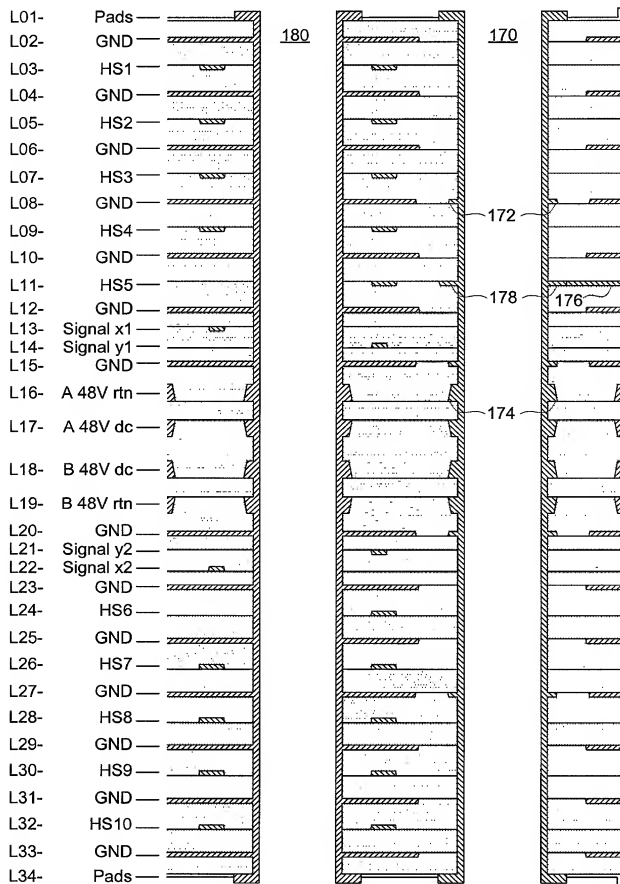 L01- Pads
180
170
L02- GND
L03- HS1
L04- GND
L05- HS2
L06- GND
L07- HS3
L08- GND
172
L09- HS4
L10- GND
L11- HS5
178
176
L12- GND
L13- Signal x1
L14- Signal y1
L15- GND
L16- A 48V rtn
174
L17- A 48V dc
L18- B 48V dc
L19- B 48V rtn
L20- GND
L21- Signal y2
L22- Signal x2
L23- GND
L24- HS6
L25- GND
L26- HS7
L27- GND
L28- HS8
L29- GND
L30- HS9
L31- GND
L32- HS10
L33- GND
L34- Pads